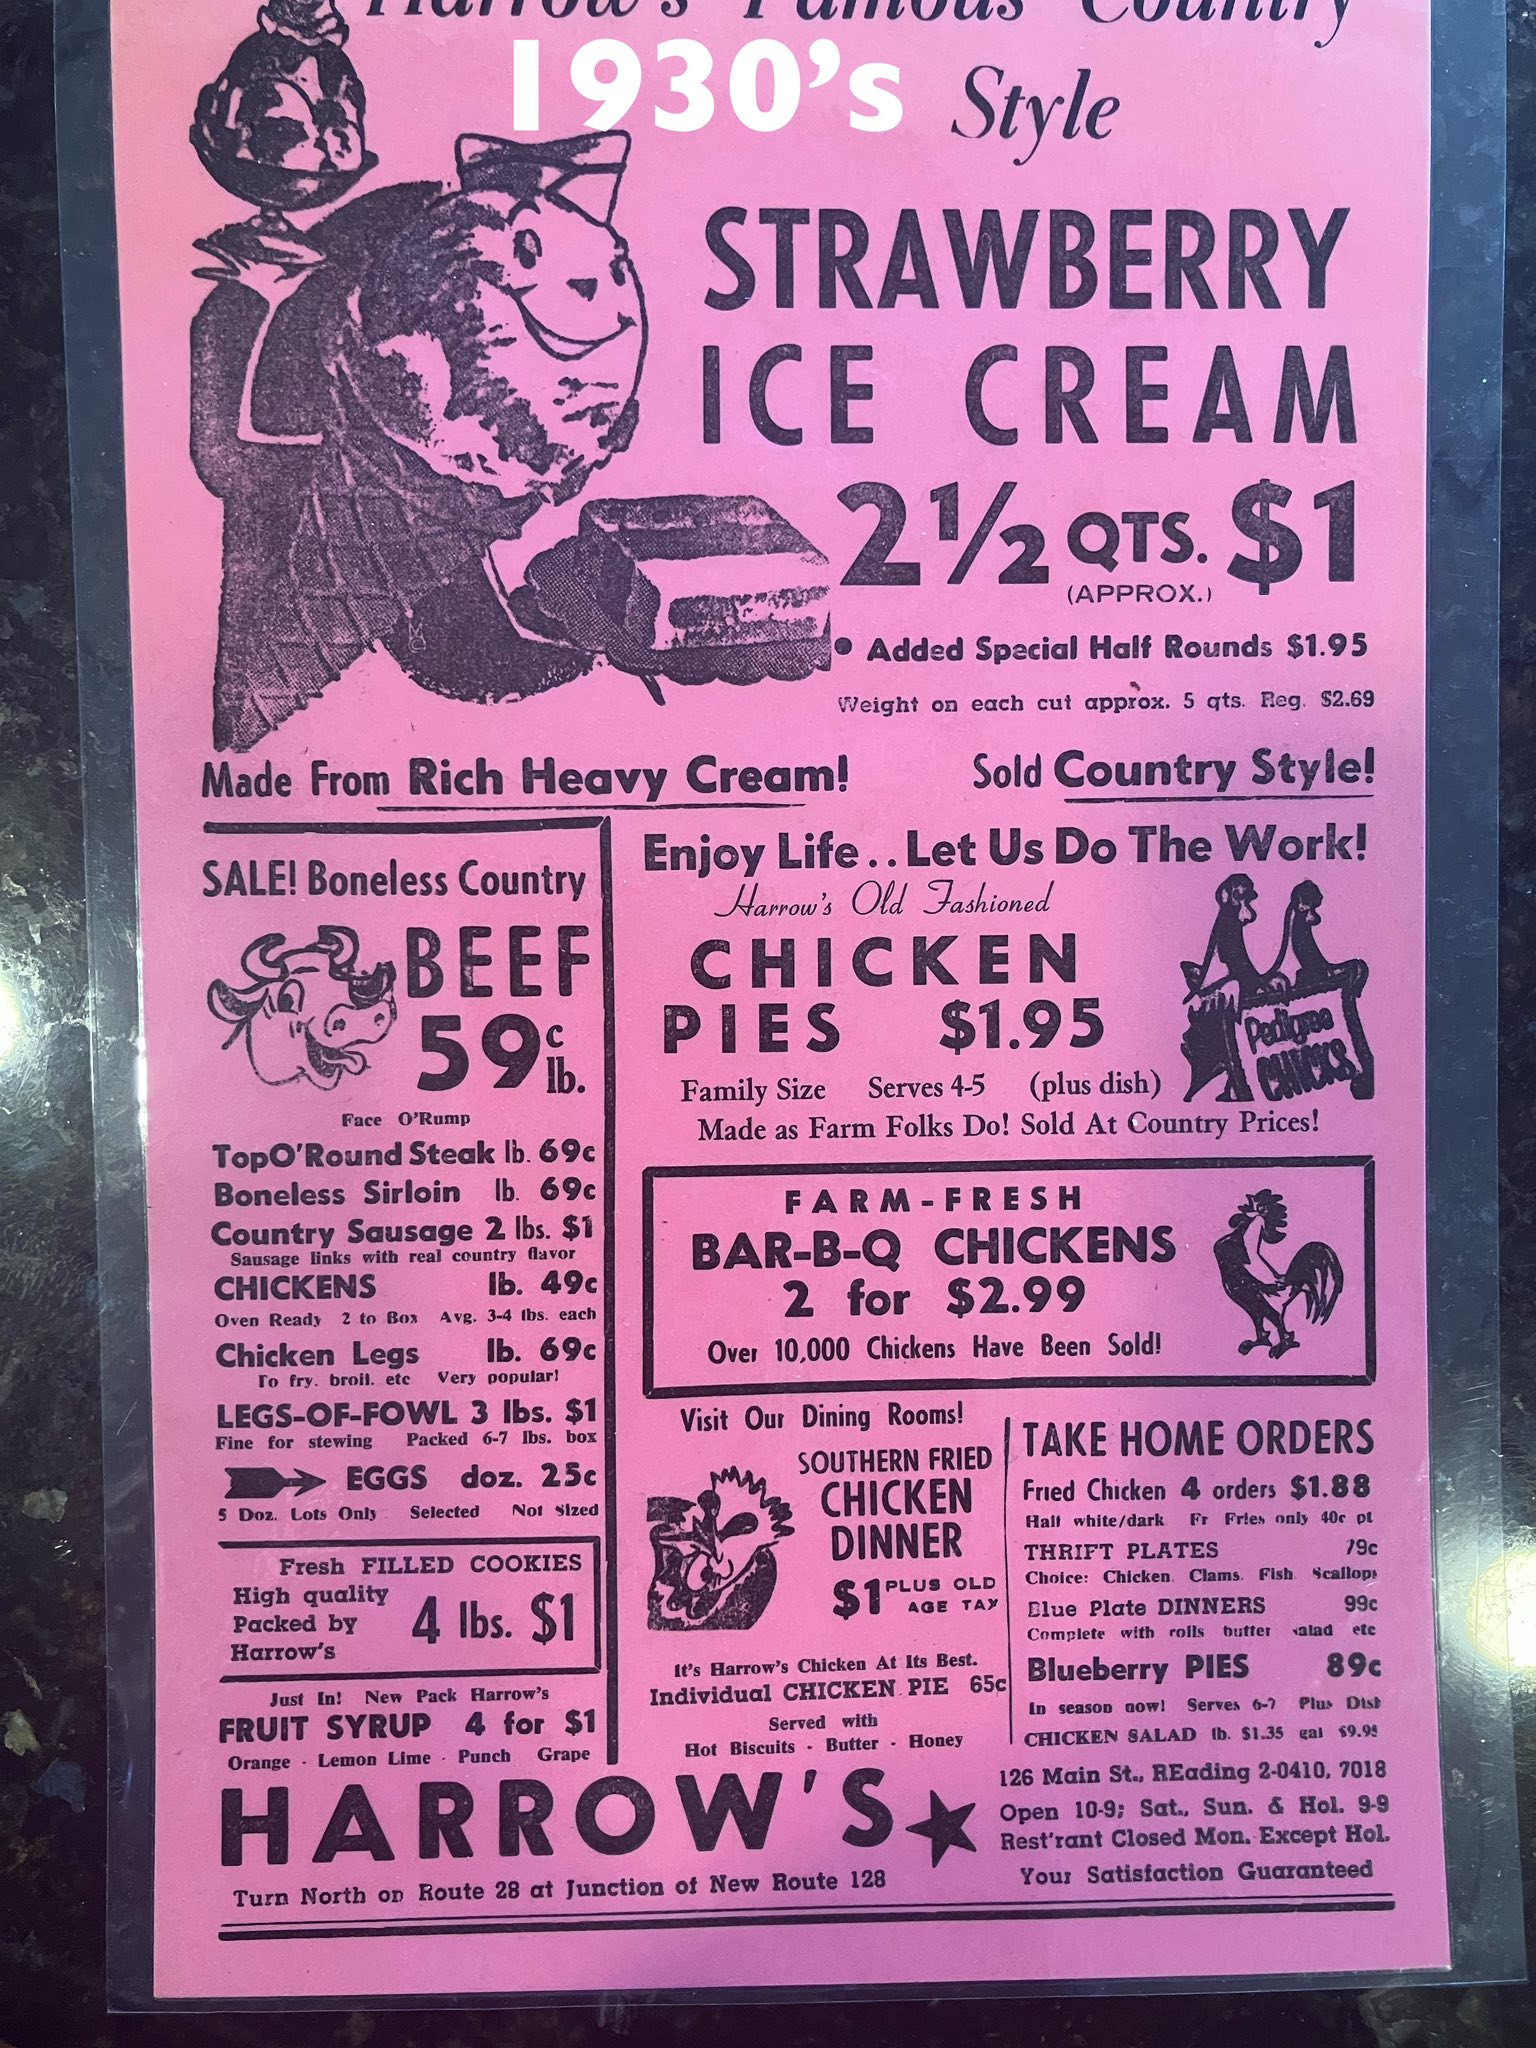 Harrow's Famous Country
1930's
Style
STRAWBERRY
ICE CREAM
2 1/2 QTS. $1
(APPROX.)
• Added Special Half Rounds $1.95
Weight on each cut approx. 5 qts. Reg. $2.69
Made From Rich Heavy Cream!
Sold Country Style!
SALE! Boneless Country
BEEF
59c lb.
Face O'Rump
TopO'Round Steak lb. 69c
Boneless Sirloin lb. 69c
Country Sausage 2 lbs. $1
Sausage links with real country flavor
CHICKENS lb. 49c
Oven Ready 2 to Box Avg. 3-4 lbs. each
Chicken Legs lb. 69c
To fry, broil, etc Very popular!
LEGS-OF-FOWL 3 lbs. $1
Fine for stewing Packed 6-7 lbs. box
EGGS doz. 25c
5 Doz. Lots Only Selected Not Sized
Fresh FILLED COOKIES
High quality
Packed by
Harrow's
4 lbs. $1
Just In! New Pack Harrow's
FRUIT SYRUP 4 for $1
Orange - Lemon Lime - Punch Grape
Enjoy Life.. Let Us Do The Work!
Harrow's Old Fashioned
CHICKEN
PIES $1.95
Pedigree
CHICKS
Family Size Serves 4-5 (plus dish)
Made as Farm Folks Do! Sold At Country Prices!
FARM-FRESH
BAR-B-Q CHICKENS
2 for $2.99
Over 10,000 Chickens Have Been Sold!
Visit Our Dining Rooms!
SOUTHERN FRIED
CHICKEN
DINNER
$1 PLUS OLD
AGE TAX
It's Harrow's Chicken At Its Best.
Individual CHICKEN PIE 65c
Served with
Hot Biscuits - Butter - Honey
TAKE HOME ORDERS
Fried Chicken 4 orders $1.88
Half white/dark Fr Fries only 40c pt
THRIFT PLATES 79c
Choice: Chicken, Clams, Fish, Scallops
Blue Plate DINNERS 99c
Complete with rolls butter salad etc
Blueberry PIES 89c
In season now! Serves 6-7 Plus Dish
CHICKEN SALAD lb. $1.35 gal $9.95
HARROW'S
126 Main St., REading 2-0410, 7018
Open 10-9; Sat., Sun. & Hol. 9-9
Rest'rant Closed Mon. Except Hol.
Your Satisfaction Guaranteed
Turn North on Route 28 at Junction of New Route 128